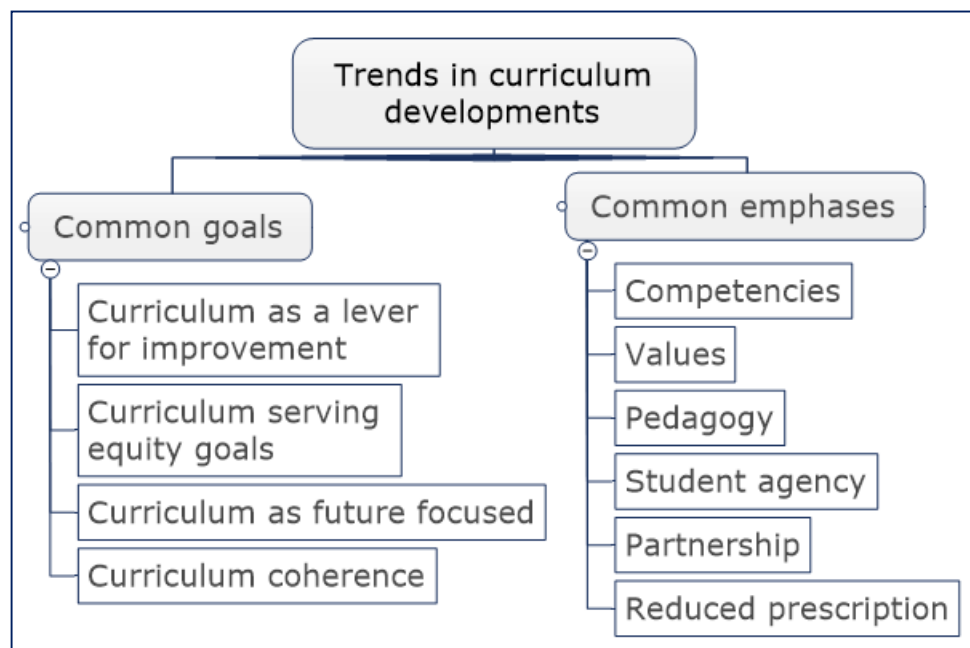 Trends in curriculum
developments
Common goals
Curriculum as a lever
for improvement
Curriculum serving
equity goals
Curriculum as future focused
Curriculum coherence
Common emphases
Competencies
Values
Pedagogy
Student agency
Partnership
Reduced prescription